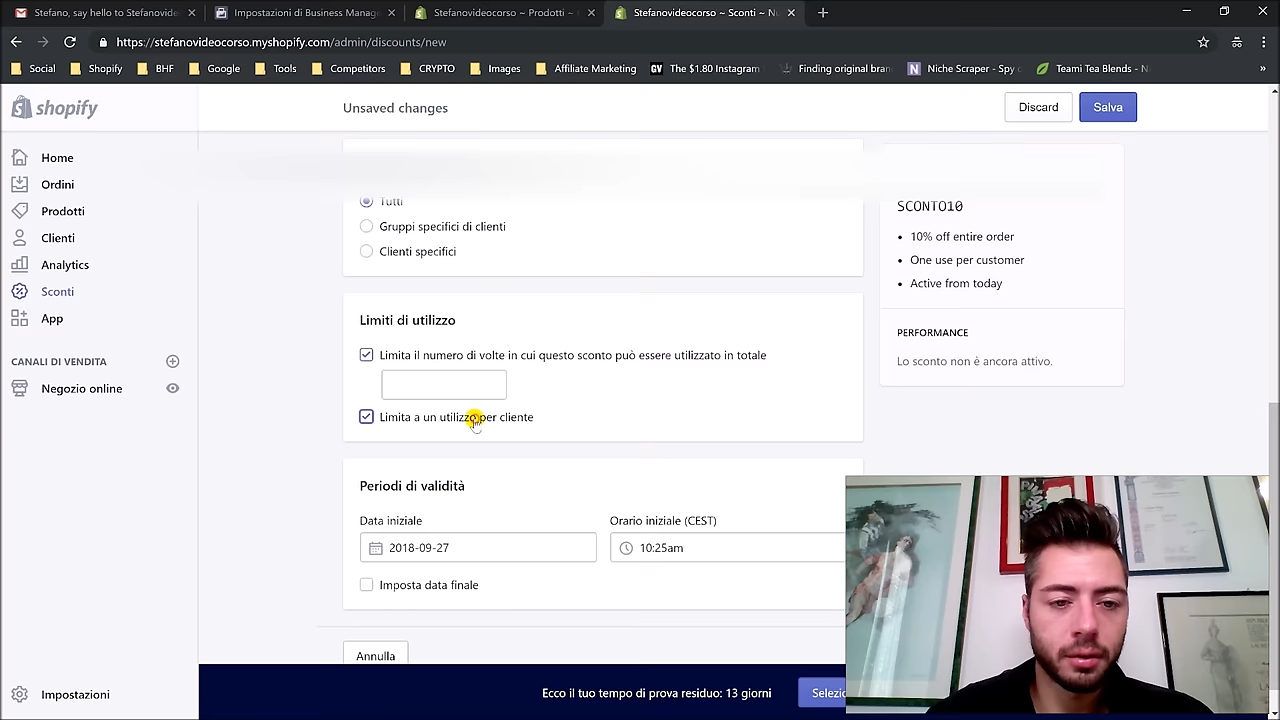 Stefano, say hello to Stefanovide
Impostazioni di Business Manag
Stefanovideocorso ~ Prodotti ~
Stefanovideocorso ~ Sconti ~ Nu
https://stefanovideocorso.myshopify.com/admin/discounts/new
Social
Shopify
BHF
Google
Tools
Competitors
CRYPTO
Images
Affiliate Marketing
GV The $1.80 Instagram
Finding original bran
N Niche Scraper - Spy
Teami Tea Blends - N
»
shopify
Unsaved changes
Discard
Salva
Home
Ordini
Prodotti
Clienti
Analytics
Sconti
App
CANALI DI VENDITA
Negozio online
Impostazioni
Tutti
Gruppi specifici di clienti
Clienti specifici
Limiti di utilizzo
Limita il numero di volte in cui questo sconto può essere utilizzato in totale
Limita a un utilizzo per cliente
Periodi di validità
Data iniziale
Orario iniziale (CEST)
2018-09-27
10:25am
Imposta data finale
Annulla
SCONTO10
• 10% off entire order
• One use per customer
• Active from today
PERFORMANCE
Lo sconto non è ancora attivo.
Ecco il tuo tempo di prova residuo: 13 giorni
Selezio